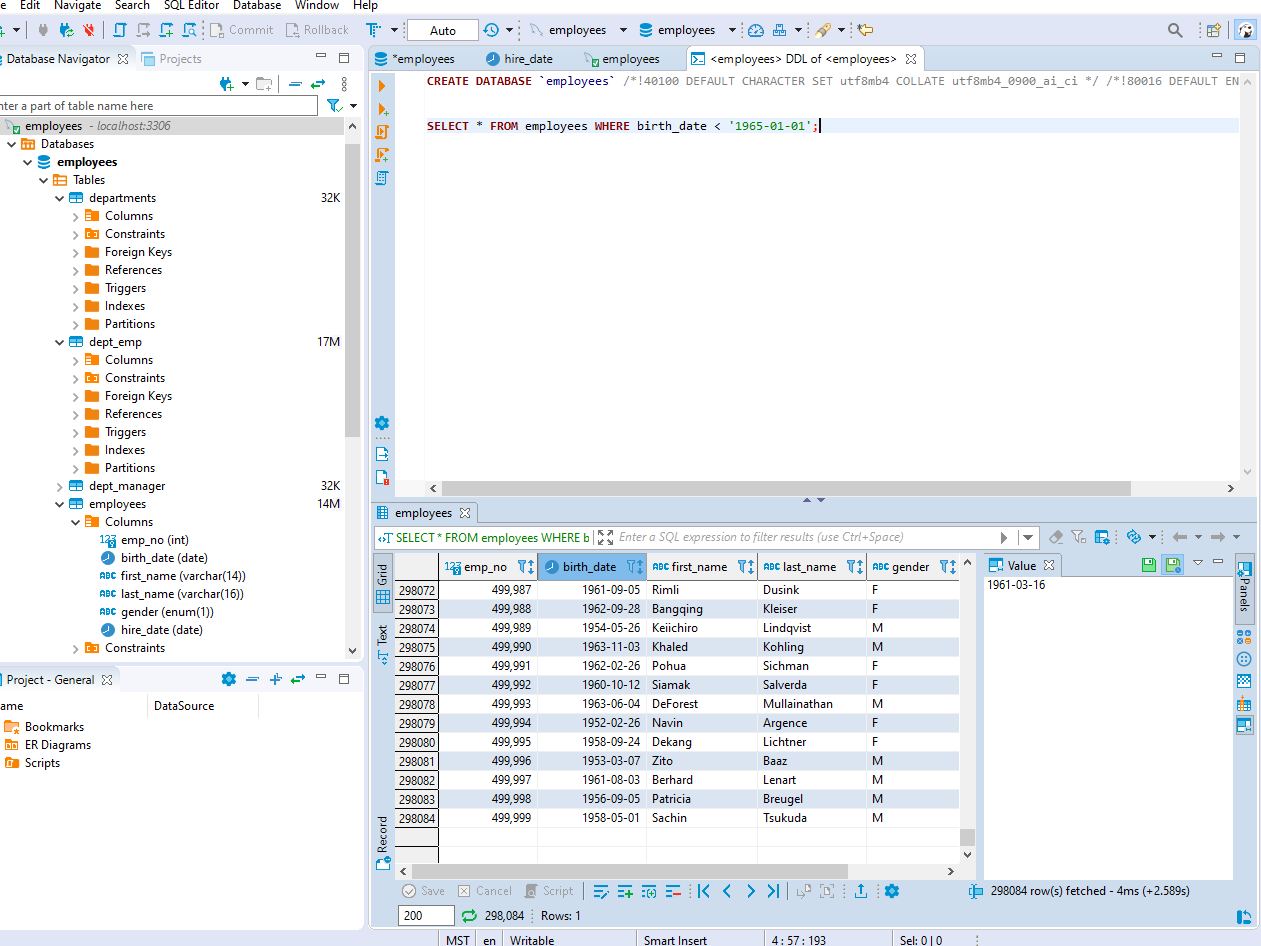 Edit Navigate Search SQL Editor Database Window Help
Commit Rollback Auto employees employees
Database Navigator Projects
*employees hire_date employees <employees> DDL of <employees>
nter a part of table name here
employees - localhost:3306
Databases
employees
Tables
departments 32K
Columns
Constraints
Foreign Keys
References
Triggers
Indexes
Partitions
dept_emp 17M
Columns
Constraints
Foreign Keys
References
Triggers
Indexes
Partitions
dept_manager 32K
employees 14M
Columns
emp_no (int)
birth_date (date)
first_name (varchar(14))
last_name (varchar(16))
gender (enum(1))
hire_date (date)
Constraints
Project - General
ame DataSource
Bookmarks
ER Diagrams
Scripts
CREATE DATABASE `employees` /*!40100 DEFAULT CHARACTER SET utf8mb4 COLLATE utf8mb4_0900_ai_ci */ /*!80016 DEFAULT EN
SELECT * FROM employees WHERE birth_date < '1965-01-01';
employees
SELECT * FROM employees WHERE b Enter a SQL expression to filter results (use Ctrl+Space)
Grid
Text
Record
123 emp_no birth_date ABC first_name ABC last_name ABC gender
298072 499,987 1961-09-05 Rimli Dusink F
298073 499,988 1962-09-28 Bangqing Kleiser F
298074 499,989 1954-05-26 Keiichiro Lindqvist M
298075 499,990 1963-11-03 Khaled Kohling M
298076 499,991 1962-02-26 Pohua Sichman F
298077 499,992 1960-10-12 Siamak Salverda F
298078 499,993 1963-06-04 DeForest Mullainathan M
298079 499,994 1952-02-26 Navin Argence F
298080 499,995 1958-09-24 Dekang Lichtner F
298081 499,996 1953-03-07 Zito Baaz M
298082 499,997 1961-08-03 Berhard Lenart M
298083 499,998 1956-09-05 Patricia Breugel M
298084 499,999 1958-05-01 Sachin Tsukuda M
Value
1961-03-16
Panels
Save Cancel Script 298084 row(s) fetched - 4ms (+2.589s)
200 298,084 Rows: 1
MST en Writable Smart Insert 4 : 57 : 193 Sel: 0 | 0